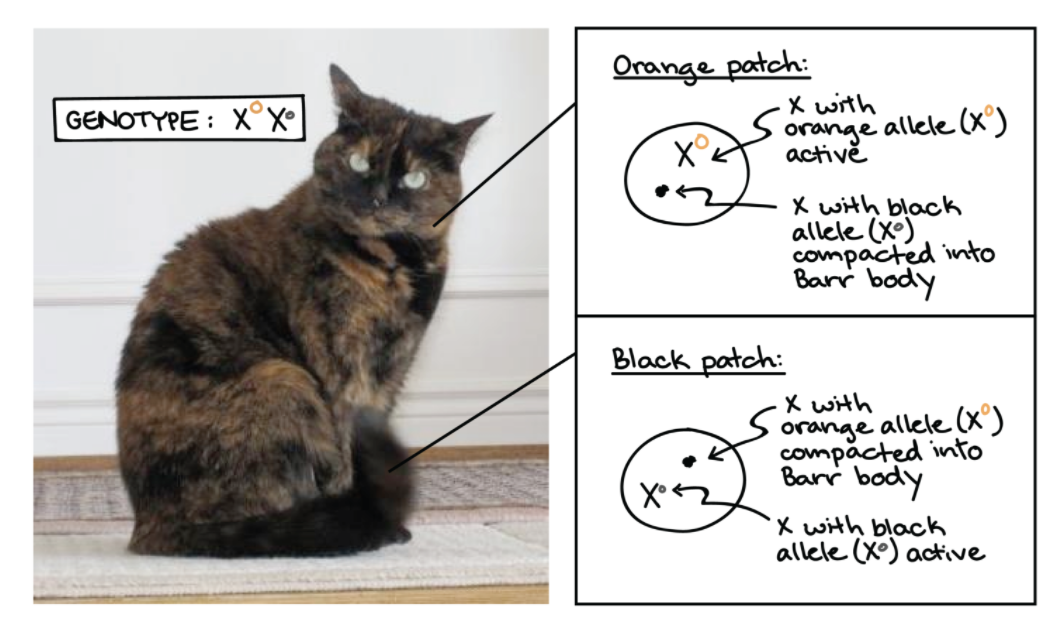 GENOTYPE: X^O X^o
Orange patch:
X with
orange allele (X^O)
active
X with black
allele (X^o)
compacted into
Barr body
Black patch:
X with
orange allele (X^O)
compacted into
Barr body
X with black
allele (X^o) active
X^O
X^o